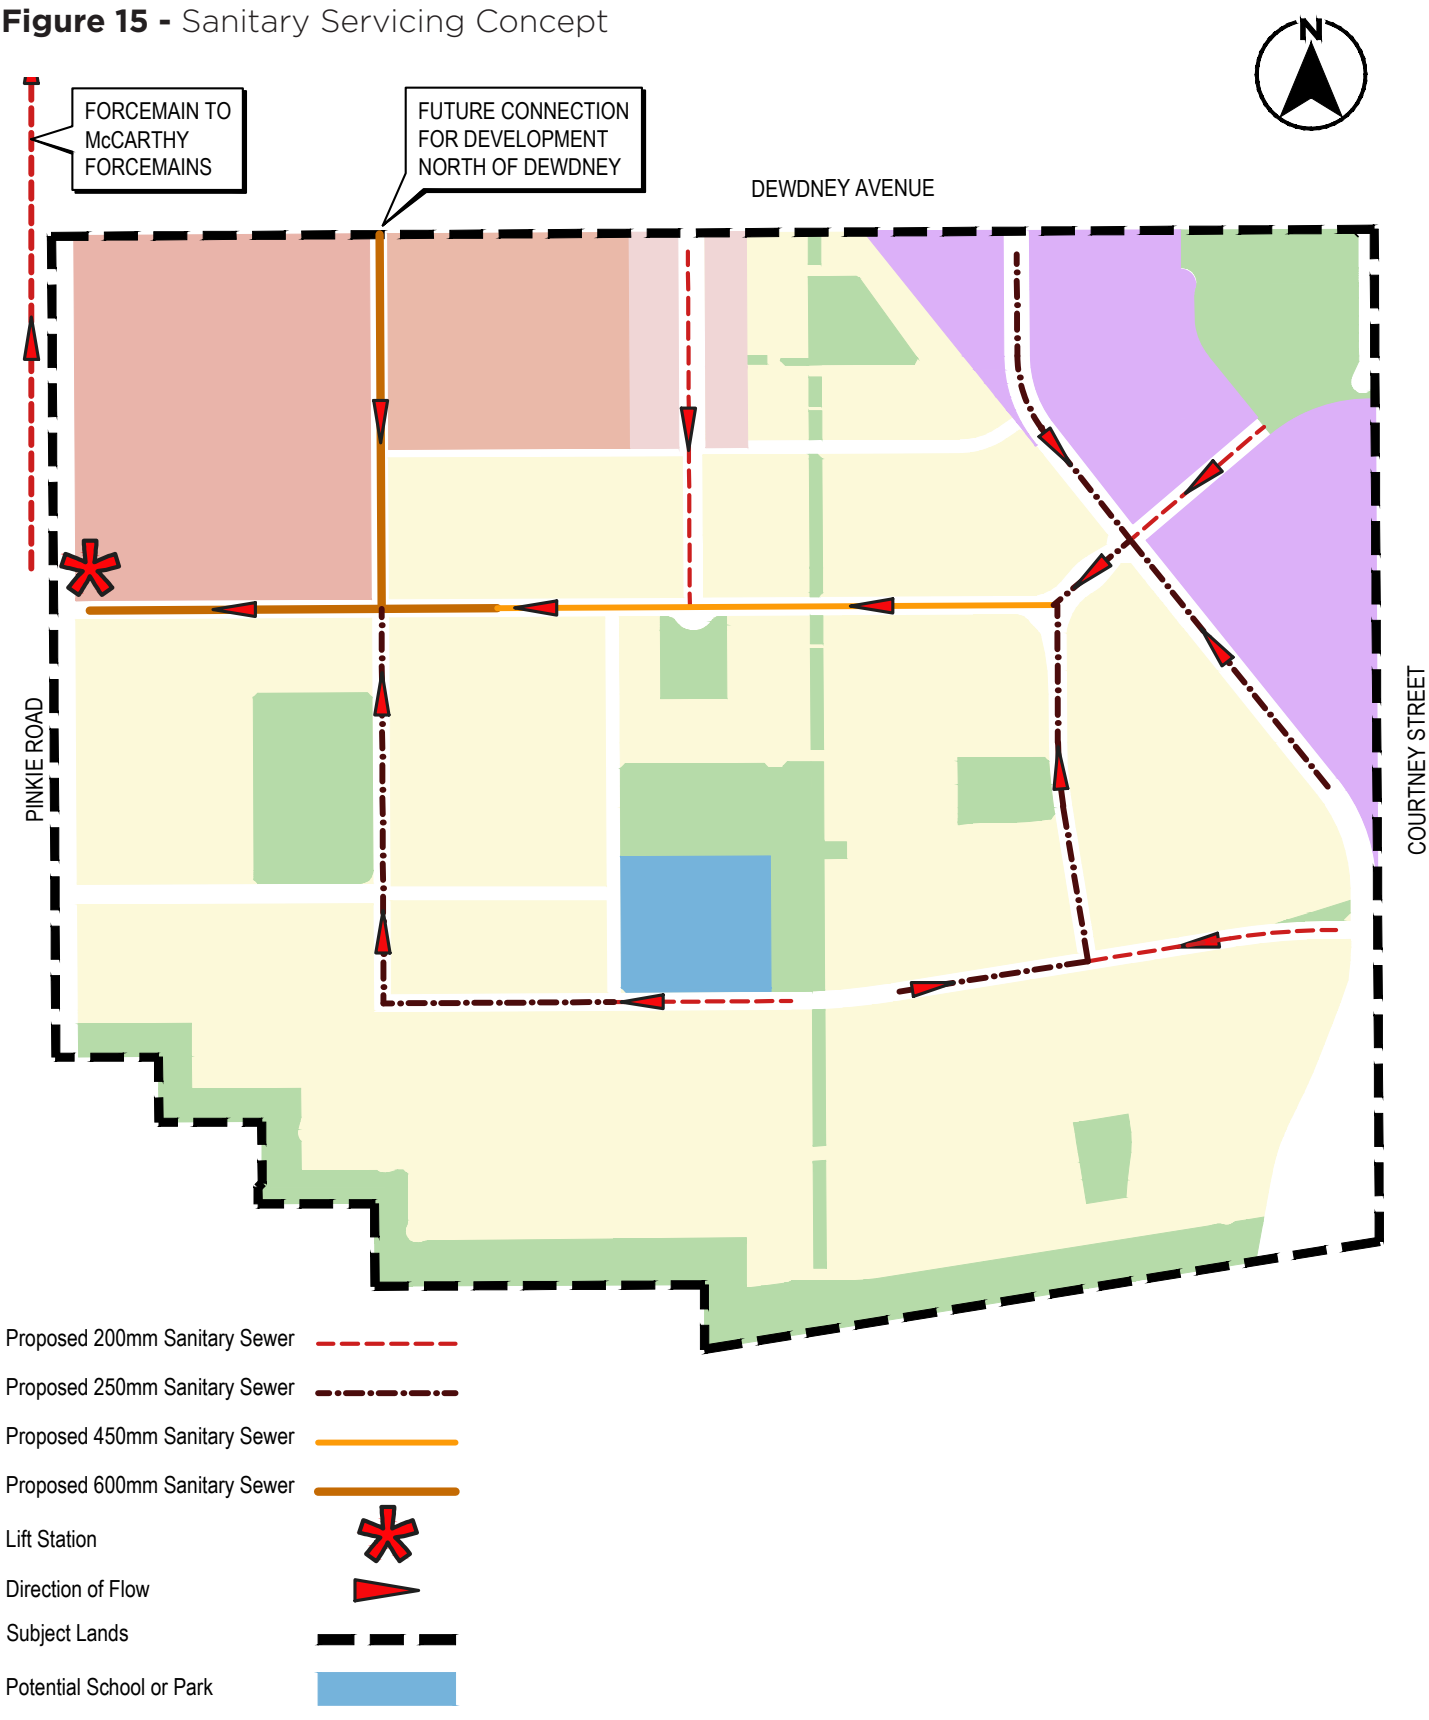 Figure 15 - Sanitary Servicing Concept
N
FORCEMAIN TO
McCARTHY
FORCEMAINS
FUTURE CONNECTION
FOR DEVELOPMENT
NORTH OF DEWDNEY
DEWDNEY AVENUE
PINKIE ROAD
COURTNEY STREET
Proposed 200mm Sanitary Sewer
Proposed 250mm Sanitary Sewer
Proposed 450mm Sanitary Sewer
Proposed 600mm Sanitary Sewer
Lift Station
Direction of Flow
Subject Lands
Potential School or Park